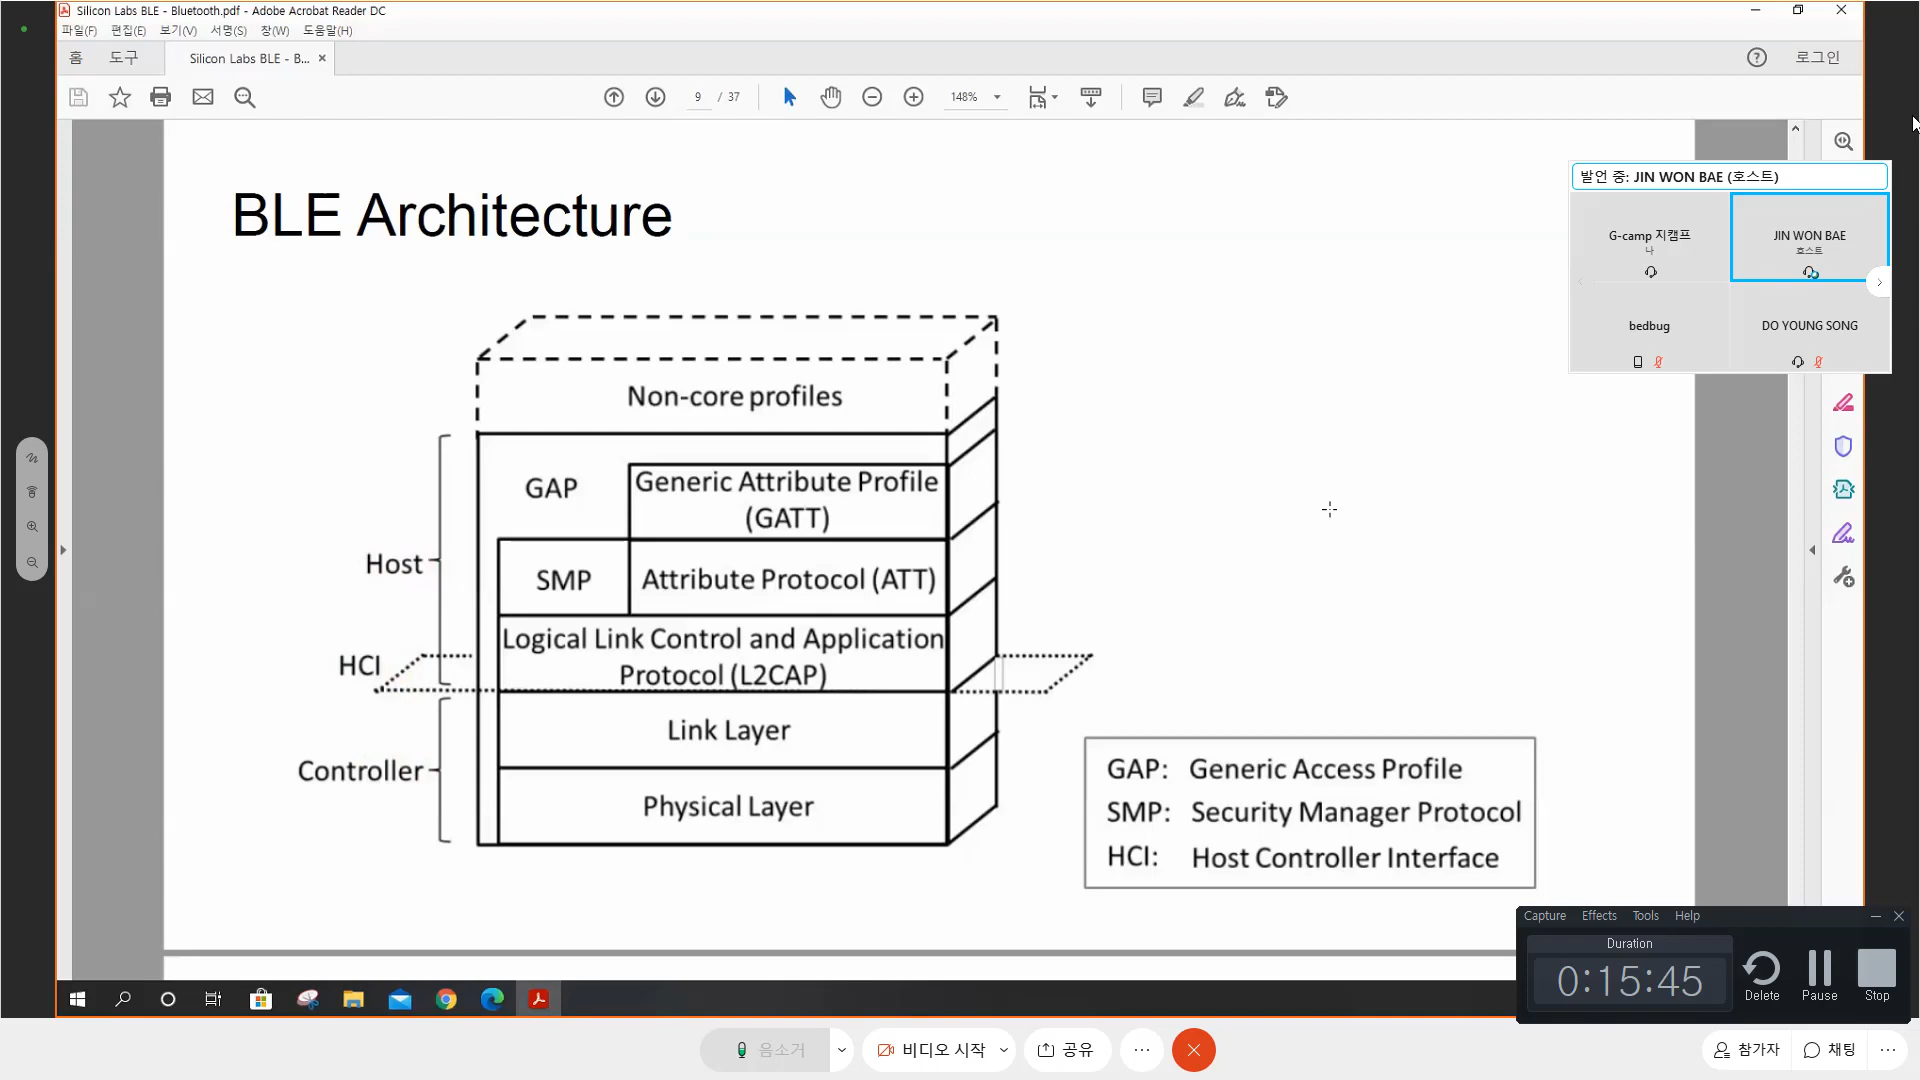 Silicon Labs BLE - Bluetooth.pdf - Adobe Acrobat Reader DC
파일(F) 편집(E) 보기(V) 서명(S) 창(W) 도움말(H)
홈 도구 Silicon Labs BLE - B... 로그인
9 / 37 148%
BLE Architecture
발언 중: JIN WON BAE (호스트)
G-camp 지캠프
나
JIN WON BAE
호스트
bedbug
DO YOUNG SONG
Non-core profiles
GAP
Generic Attribute Profile
(GATT)
Host
SMP
Attribute Protocol (ATT)
HCI
Logical Link Control and Application
Protocol (L2CAP)
Controller
Link Layer
Physical Layer
GAP: Generic Access Profile
SMP: Security Manager Protocol
HCI: Host Controller Interface
Capture Effects Tools Help
Duration
0:15:45
Delete Pause Stop
음소거 비디오 시작 공유 참가자 채팅